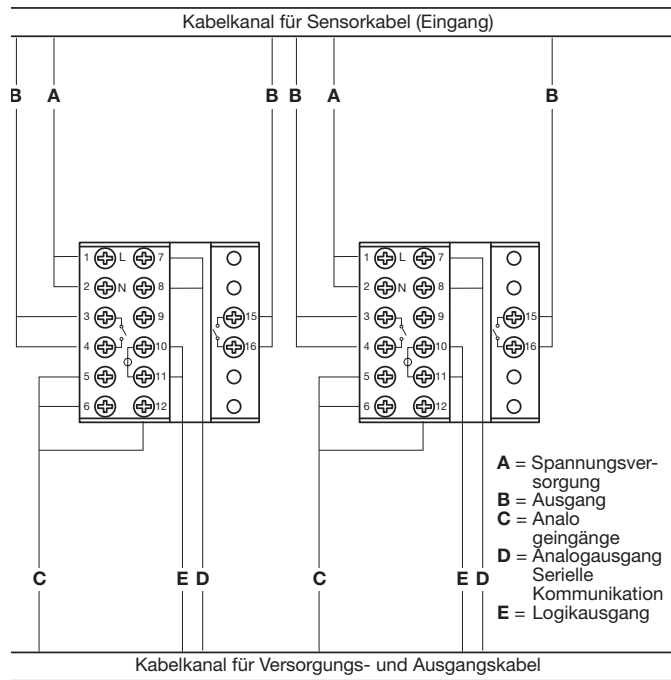 Kabelkanal für Sensorkabel (Eingang)
B A B B A B
1 L 7 1 L 7
2 N 8 2 N 8
3 9 15 3 9 15
4 10 16 4 10 16
5 11 5 11
6 12 6 12
A = Spannungsver-
sorgung
B = Ausgang
C = Analo
geingänge
D = Analogausgang
Serielle
Kommunikation
E = Logikausgang
C E D C E D
Kabelkanal für Versorgungs- und Ausgangskabel